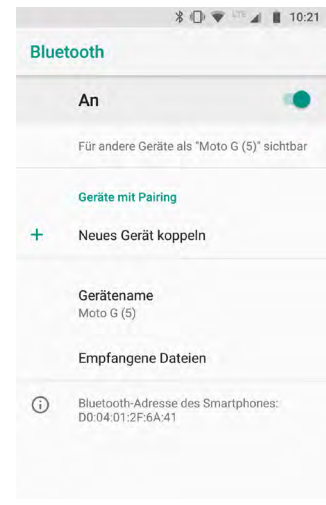 LTE 10:21
Bluetooth
An
Für andere Geräte als "Moto G (5)" sichtbar
Geräte mit Pairing
+ Neues Gerät koppeln
Gerätename
Moto G (5)
Empfangene Dateien
Bluetooth-Adresse des Smartphones:
D0:04:01:2F:6A:41